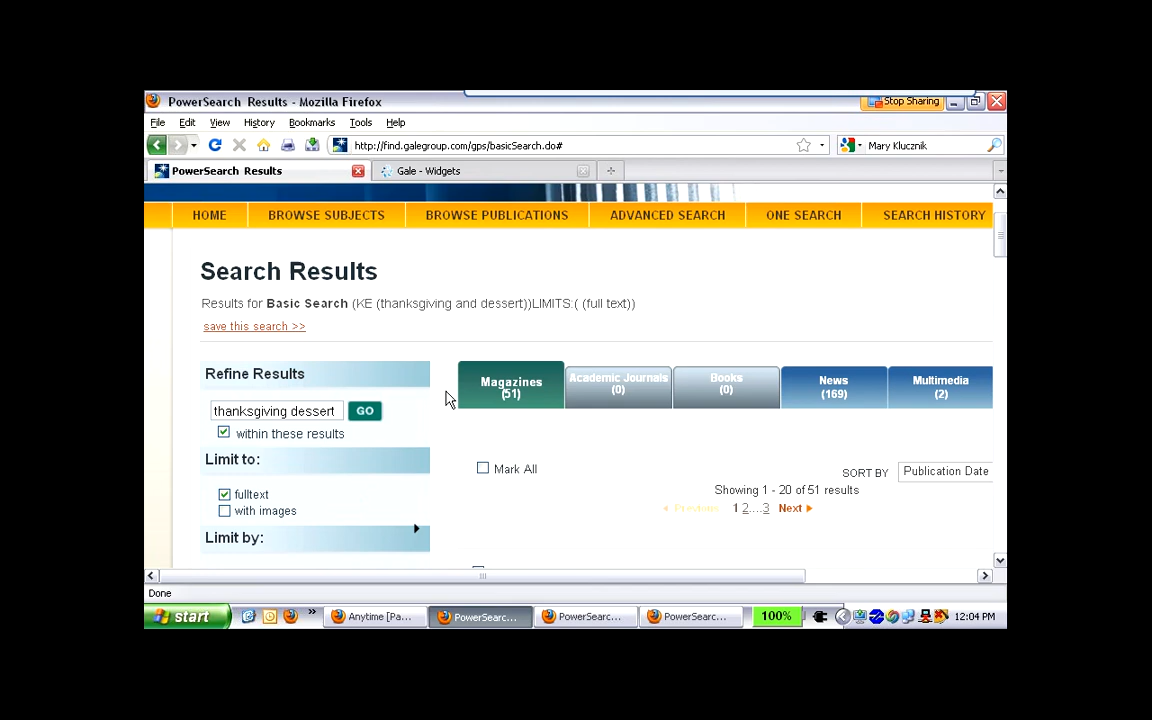 PowerSearch Results - Mozilla Firefox
Stop Sharing
File Edit View History Bookmarks Tools Help
http://find.galegroup.com/gps/basicSearch.do#
Mary Klucznik
PowerSearch Results
Gale - Widgets
HOME BROWSE SUBJECTS BROWSE PUBLICATIONS ADVANCED SEARCH ONE SEARCH SEARCH HISTORY
Search Results
Results for Basic Search (KE (thanksgiving and dessert))LIMITS:( (full text))
save this search >>
Refine Results
thanksgiving dessert GO
within these results
Limit to:
fulltext
with images
Limit by:
Magazines
(51)
Academic Journals
(0)
Books
(0)
News
(169)
Multimedia
(2)
Mark All
SORT BY Publication Date
Showing 1 - 20 of 51 results
Previous 1 2....3 Next
Done
start
Anytime [Pa...
PowerSearc...
PowerSearc...
PowerSearc...
100%
12:04 PM